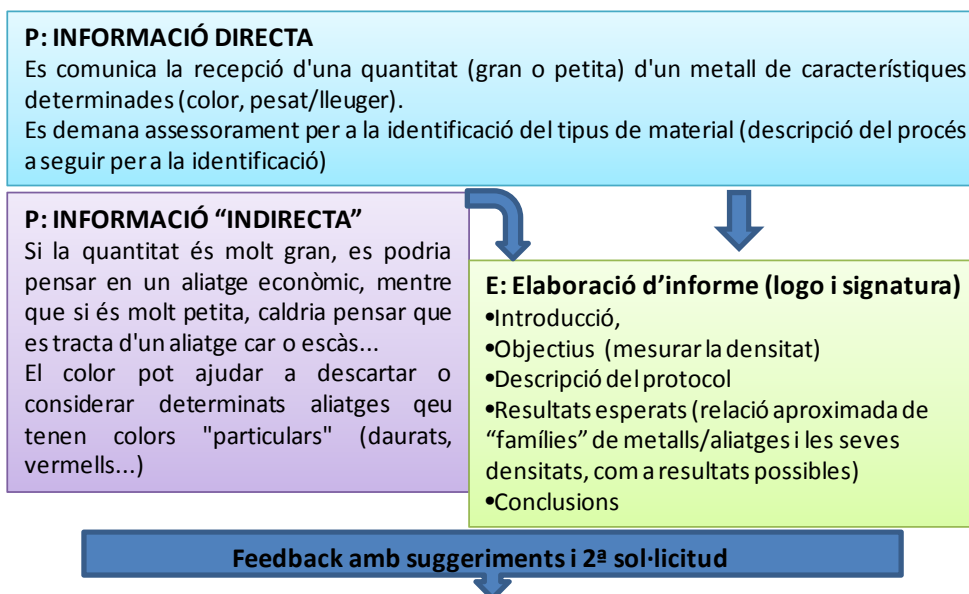 P: INFORMACIÓ DIRECTA
Es comunica la recepció d'una quantitat (gran o petita) d'un metall de característiques
determinades (color, pesat/lleuger).
Es demana assessorament per a la identificació del tipus de material (descripció del procés
a seguir per a la identificació)
P: INFORMACIÓ “INDIRECTA”
Si la quantitat és molt gran, es podria
pensar en un aliatge econòmic, mentre
que si és molt petita, caldria pensar que
es tracta d'un aliatge car o escàs...
El color pot ajudar a descartar o
considerar determinats aliatges qeu
tenen colors "particulars" (daurats,
vermells...)
E: Elaboració d’informe (logo i signatura)
•Introducció,
•Objectius (mesurar la densitat)
•Descripció del protocol
•Resultats esperats (relació aproximada de
“famílies” de metalls/aliatges i les seves
densitats, com a resultats possibles)
•Conclusions
Feedback amb suggeriments i 2ª sol·licitud